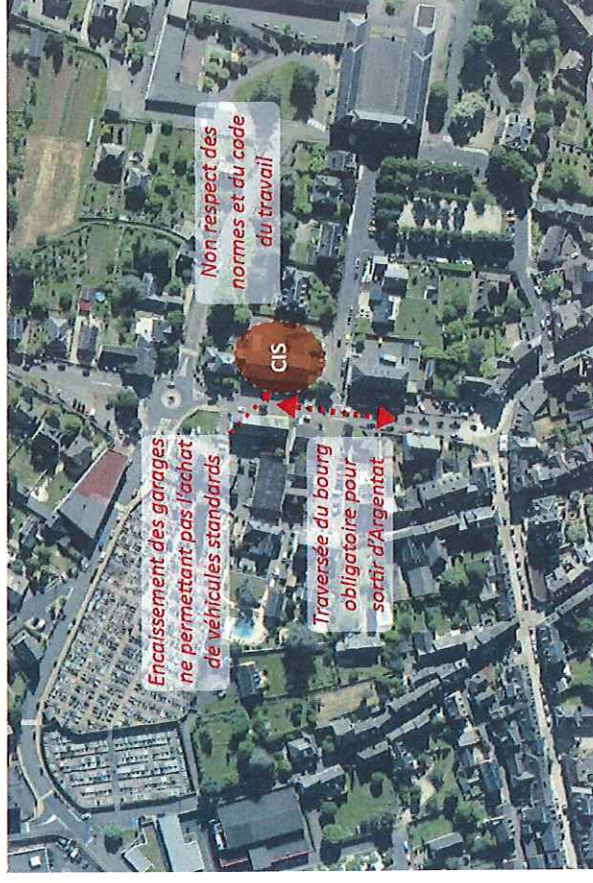 Encaissement des garages
ne permettant pas l'achat
de véhicules standards
Traversée du bourg
obligatoire pour
sortir d'Argentat
CIS
Non respect des
normes et du code
du travail